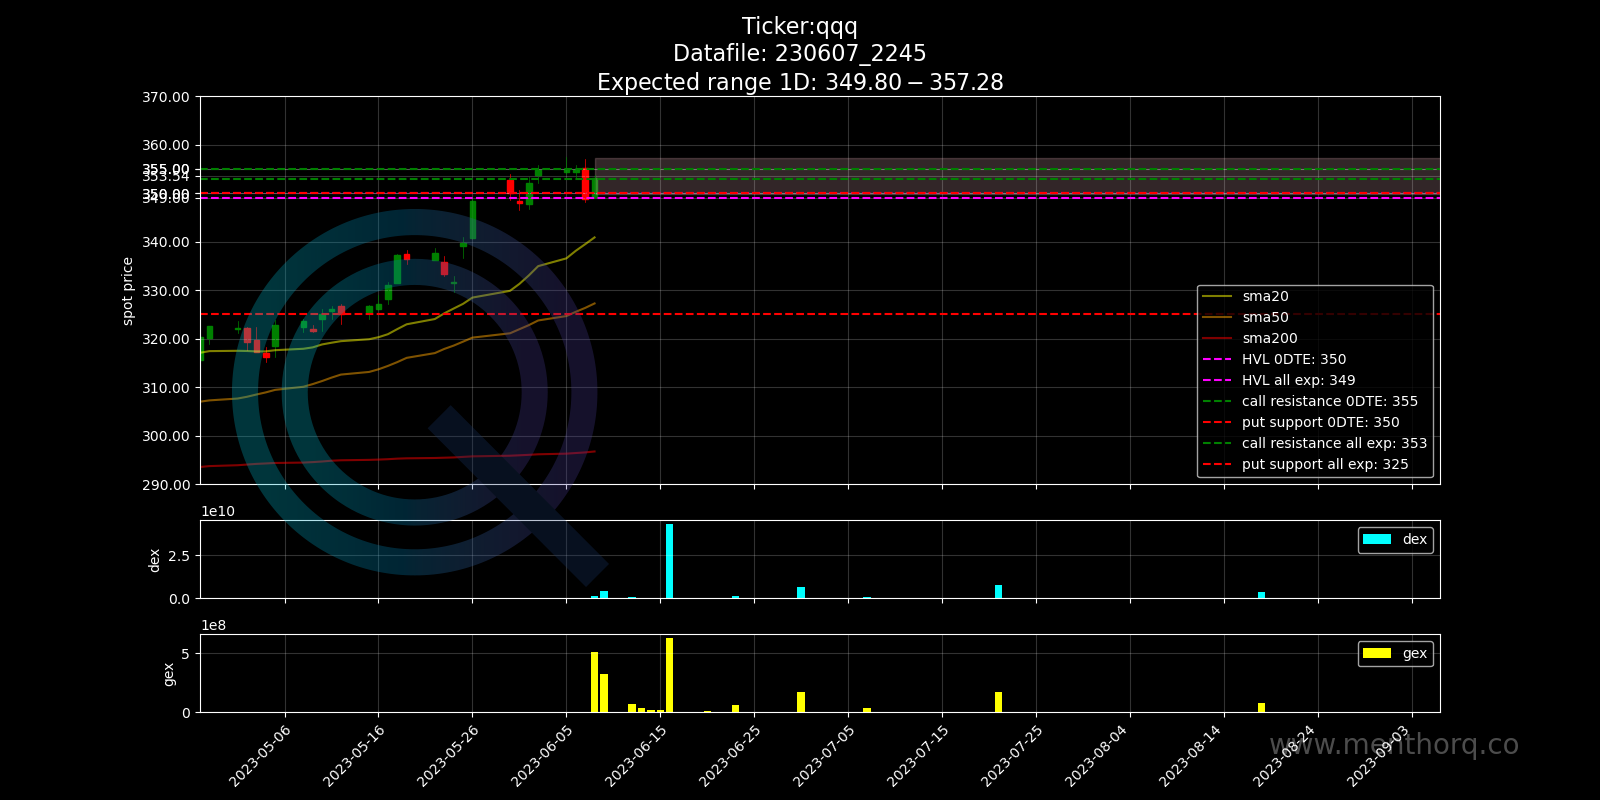 Ticker:qqq
Datafile: 230607_2245
Expected range 1D: 349.80 − 357.28
370.00
360.00
355.00
353.54
350.00
349.00
340.00
330.00
320.00
310.00
300.00
290.00
spot price
sma20
sma50
sma200
HVL 0DTE: 350
HVL all exp: 349
call resistance 0DTE: 355
put support 0DTE: 350
call resistance all exp: 353
put support all exp: 325
1e10
2.5
0.0
dex
dex
1e8
5
0
gex
gex
2023-05-06
2023-05-16
2023-05-26
2023-06-05
2023-06-15
2023-06-25
2023-07-05
2023-07-15
2023-07-25
2023-08-04
2023-08-14
2023-08-24
2023-09-03
www.menthorq.co